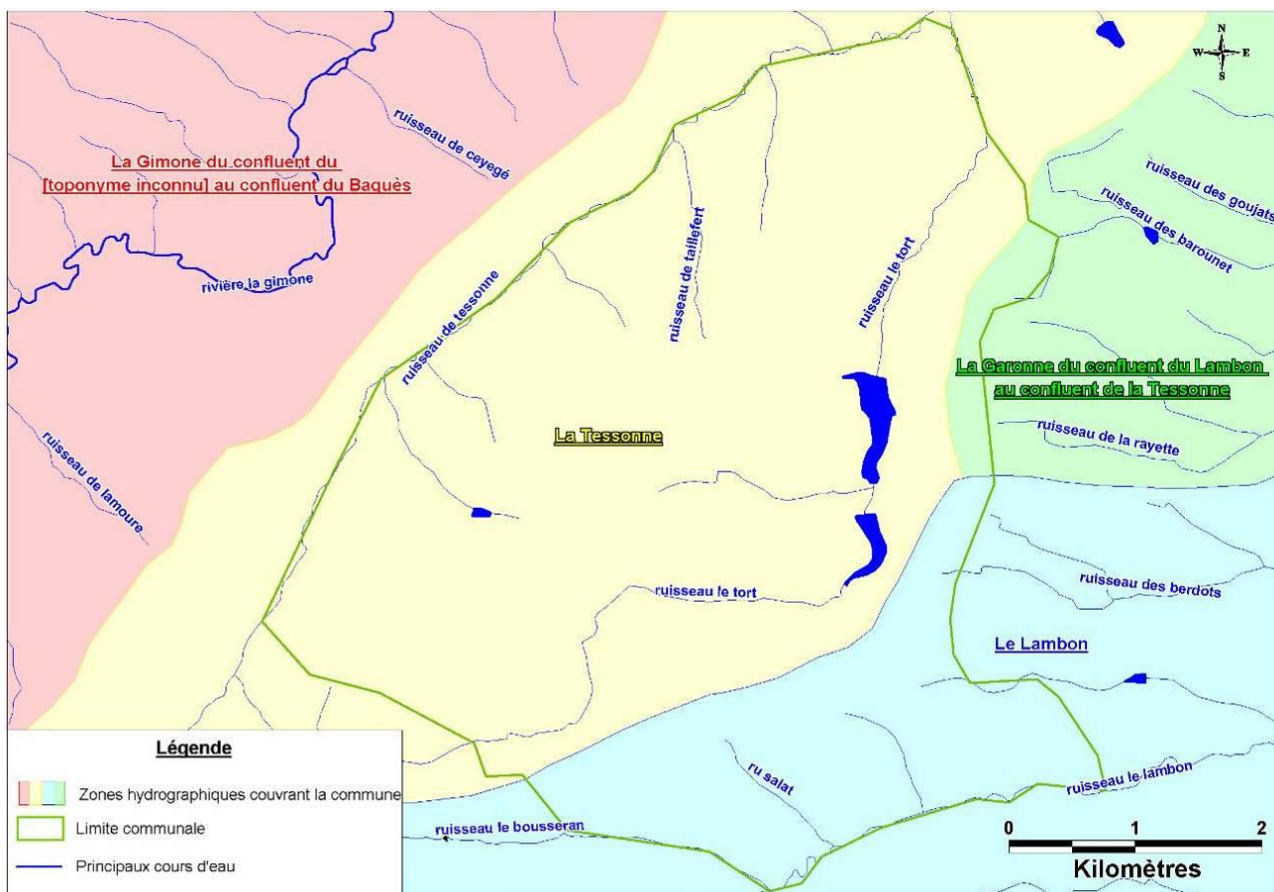 N
W E
S
ruisseau de ceyegé
La Gimone du confluent du
[toponyme inconnu] au confluent du Baquès
rivière la gimone
ruisseau des goujats
ruisseau des barounet
ruisseau de taillefert
ruisseau le tort
ruisseau de tessonne
La Garonne du confluent du Lambon
au confluent de la Tessonne
La Tessonne
ruisseau de la rayette
ruisseau de lamoure
ruisseau des berdots
ruisseau le tort
Le Lambon
ru salat
ruisseau le lambon
ruisseau le bousseran
Légende
Zones hydrographiques couvrant la commune
Limite communale
Principaux cours d'eau
0 1 2
Kilomètres